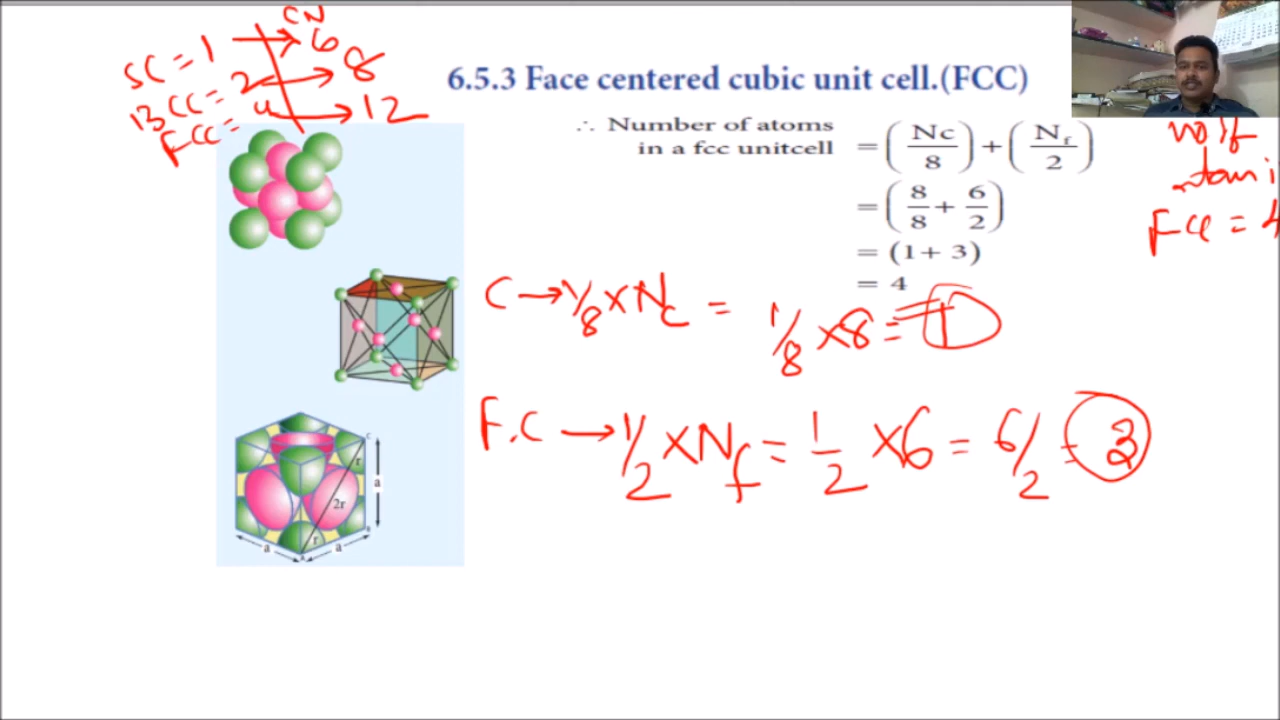 CN
SC = 1 → 6
BCC = 2 → 8
FCC = 4 → 12
6.5.3 Face centered cubic unit cell.(FCC)
∴ Number of atoms in a fcc unitcell = (Nc/8) + (Nf/2)
= (8/8 + 6/2)
= (1+ 3)
= 4
no of
atom i
FCC = 4
C → 1/8 × Nc = 1/8 × 8 = 1
F.C → 1/2 × Nf = 1/2 × 6 = 6/2 = 3
C
r
a
2r
r
B
a
A
a